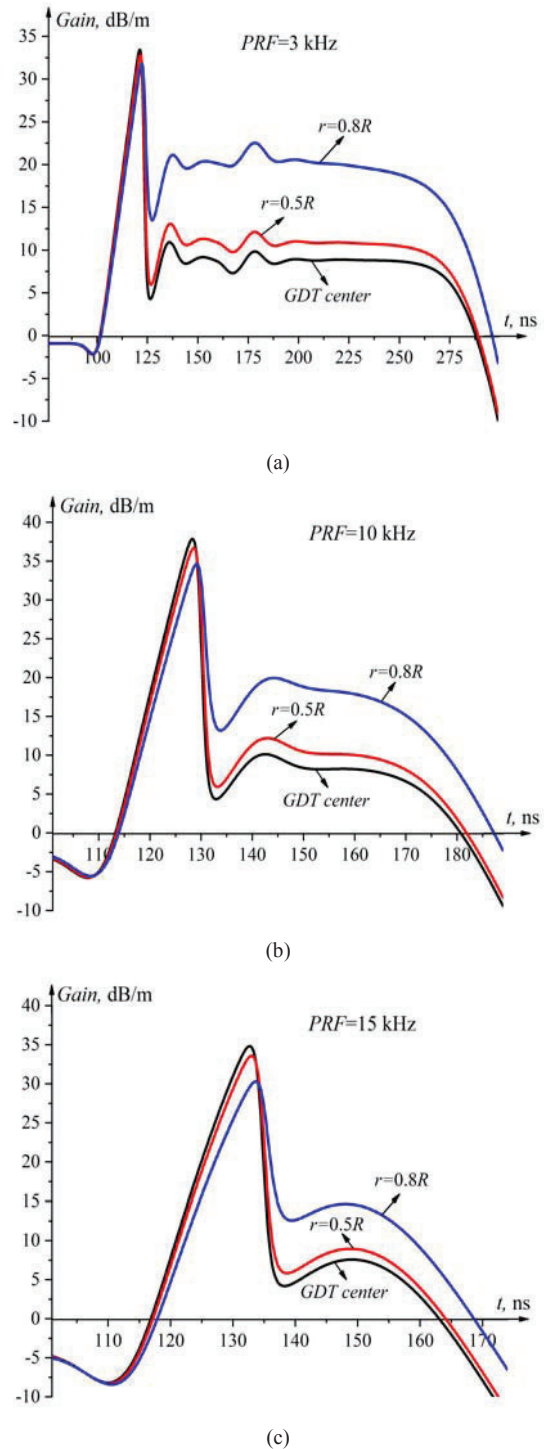 Gain, dB/m
PRF=3 kHz
35
30
25
20
15
10
5
0
-5
-10
r=0.8R
r=0.5R
GDT center
t, ns
100 125 150 175 200 225 250 275
(a)
Gain, dB/m
PRF=10 kHz
40
35
30
25
20
15
10
5
0
-5
-10
r=0.8R
r=0.5R
GDT center
t, ns
110 120 130 140 150 160 170 180
(b)
Gain, dB/m
PRF=15 kHz
40
35
30
25
20
15
10
5
0
-5
-10
r=0.8R
r=0.5R
GDT center
t, ns
110 120 130 140 150 160 170
(c)